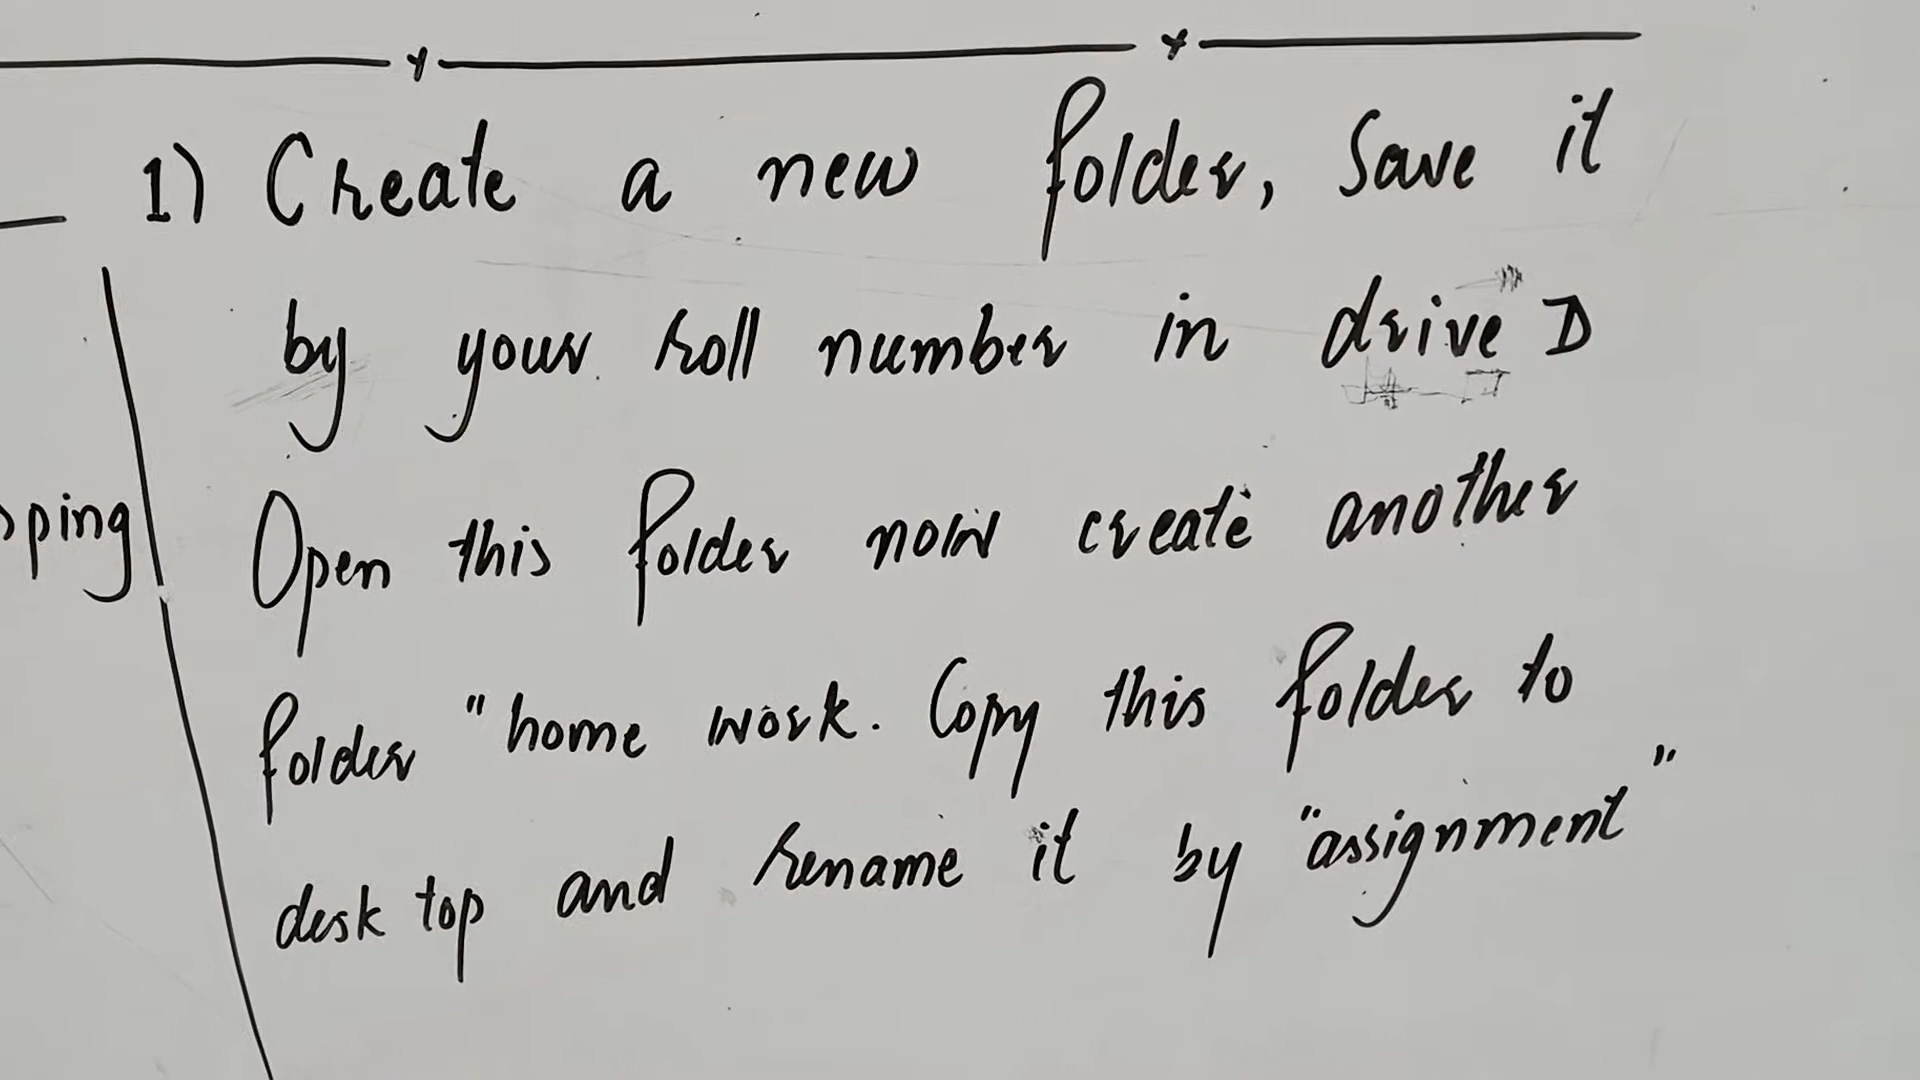 1) Create a new folder, Save it
by your roll number in drive D
Open this folder now create another
folder "home work. Copy this folder to
desk top and rename it by "assignment"